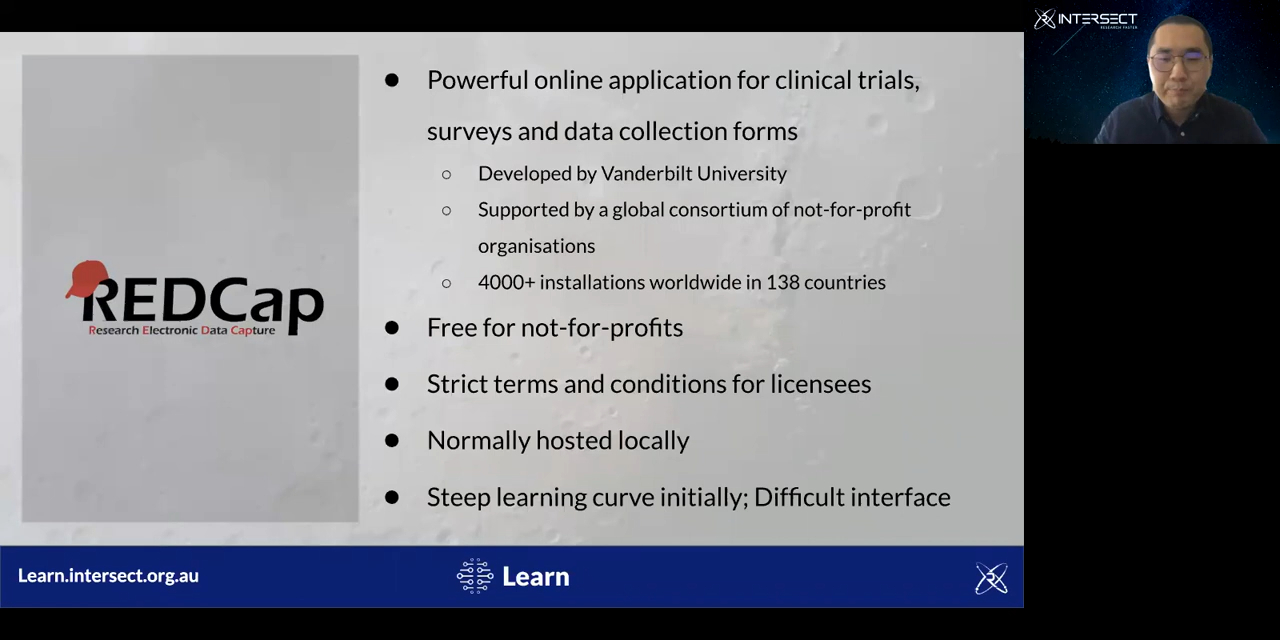 INTERSECT
RESEARCH FASTER
● Powerful online application for clinical trials,
surveys and data collection forms
○ Developed by Vanderbilt University
○ Supported by a global consortium of not-for-profit
organisations
○ 4000+ installations worldwide in 138 countries
REDCap
Research Electronic Data Capture
● Free for not-for-profits
● Strict terms and conditions for licensees
● Normally hosted locally
● Steep learning curve initially; Difficult interface
Learn.intersect.org.au
Learn